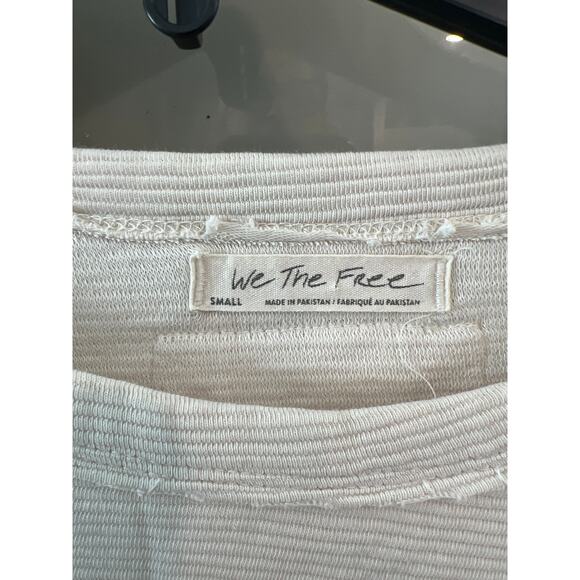 We The Free
SMALL MADE IN PAKISTAN / FABRIQUÉ AU PAKISTAN